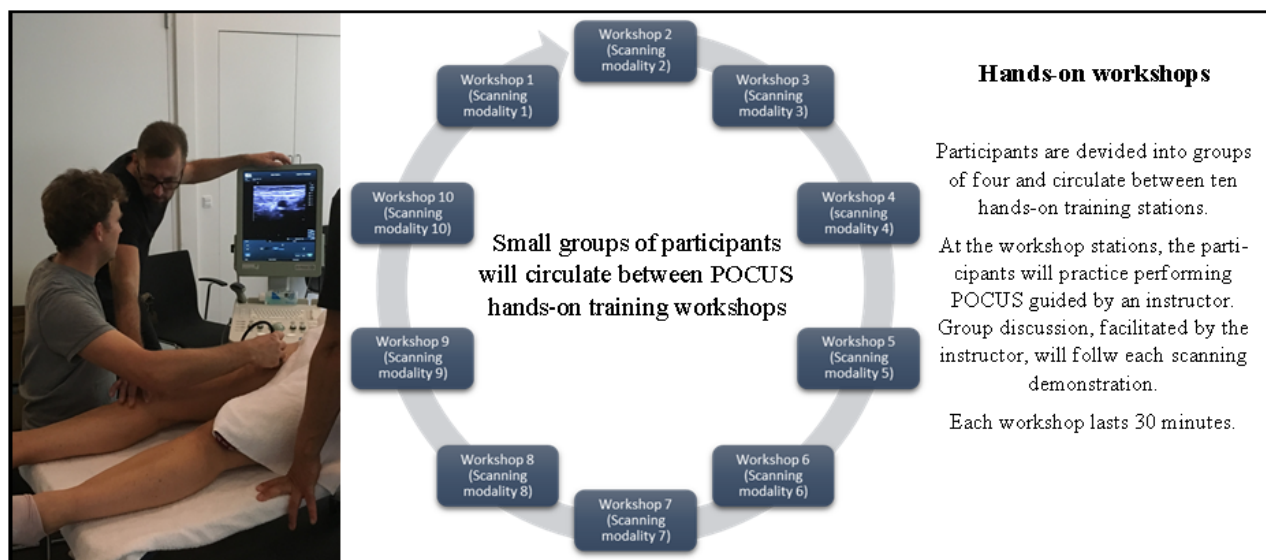 Workshop 1
(Scanning
modality 1)
Workshop 2
(Scanning
modality 2)
Workshop 3
(Scanning
modality 3)
Workshop 4
(scanning
modality 4)
Workshop 5
(Scanning
modality 5)
Workshop 6
(Scanning
modality 6)
Workshop 7
(Scanning
modality 7)
Workshop 8
(Scanning
modality 8)
Workshop 9
(Scanning
modality 9)
Workshop 10
(Scanning
modality 10)
Small groups of participants
will circulate between POCUS
hands-on training workshops
Hands-on workshops
Participants are devided into groups
of four and circulate between ten
hands-on training stations.
At the workshop stations, the parti-
cipants will practice performing
POCUS guided by an instructor.
Group discussion, facilitated by the
instructor, will follw each scanning
demonstration.
Each workshop lasts 30 minutes.